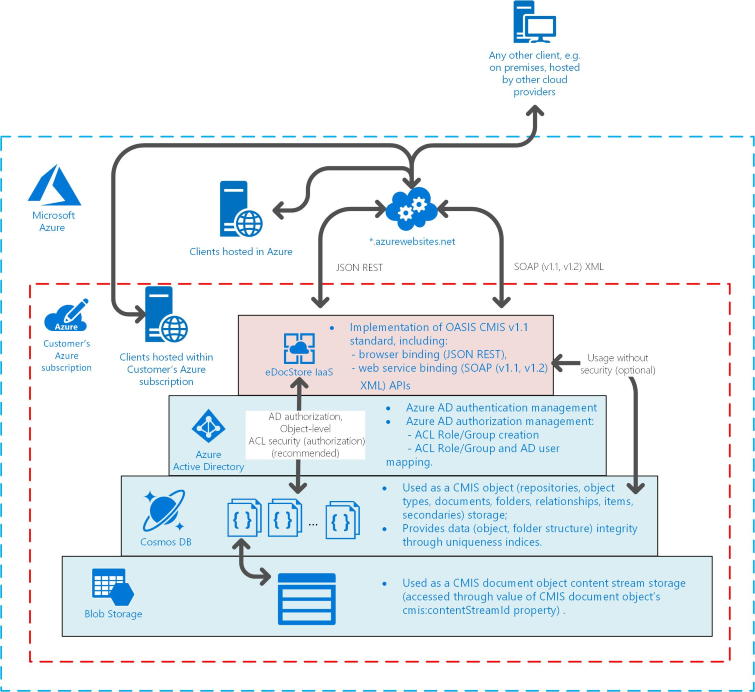 Any other client, e.g.
on premises, hosted
by other cloud
providers
Microsoft
Azure
Clients hosted in Azure
*.azurewebsites.net
JSON REST
SOAP (v1.1, v1.2) XML
Azure
Customer's
Azure
subscription
Clients hosted within
Customer's Azure
subscription
eDocStore IaaS
• Implementation of OASIS CMIS v1.1
standard, including:
- browser binding (JSON REST),
- web service binding (SOAP (v1.1, v1.2)
XML) APIs
Usage without
security (optional)
AD authorization,
Object-level
ACL security (authorization)
(recommended)
Azure
Active Directory
• Azure AD authentication management
• Azure AD authorization management:
- ACL Role/Group creation
- ACL Role/Group and AD user
mapping.
Cosmos DB
{ } { } ... { }
• Used as a CMIS object (repositories, object
types, documents, folders, relationships, items,
secondaries) storage;
• Provides data (object, folder structure) integrity
through uniqueness indices.
Blob Storage
• Used as a CMIS document object content stream storage
(accessed through value of CMIS document object's
cmis:contentStreamId property) .